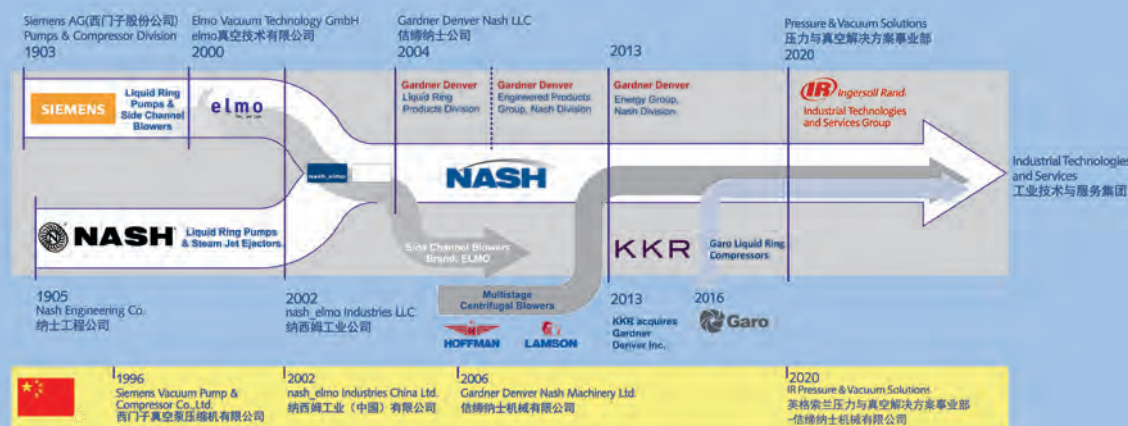 Siemens AG(西门子股份公司)
Pumps & Compressor Division
1903
Elmo Vacuum Technology GmbH
elmo真空技术有限公司
2000
Gardner Denver Nash LLC
佶缔纳士公司
2004
2013
Pressure & Vacuum Solutions
压力与真空解决方案事业部
2020
SIEMENS
Liquid Ring
Pumps &
Side Channel
Blowers
elmo
Gardner Denver
Liquid Ring
Products Division
Gardner Denver
Engineered Products
Group, Nash Division
Gardner Denver
Energy Group,
Nash Division
IR Ingersoll Rand
Industrial Technologies
and Services Group
nash_elmo
NASH
Industrial Technologies
and Services
工业技术与服务集团
NASH
Liquid Ring Pumps
& Steam Jet Ejectors
Side Channel Blowers
Brand, ELMO
KKR
Garo Liquid Ring
Compressors
1905
Nash Engineering Co.
纳士工程公司
2002
nash_elmo Industries LLC
纳西姆工业公司
Multistage
Centrifugal Blowers
HOFFMAN
LAMSON
2013
KKR acquires
Gardner
Denver Inc.
2016
Garo
1996
Siemens Vacuum Pump &
Compressor Co.,Ltd.
西门子真空泵压缩机有限公司
2002
nash_elmo Industries China Ltd.
纳西姆工业（中国）有限公司
2006
Gardner Denver Nash Machinery Ltd.
佶缔纳士机械有限公司
2020
IR Pressure & Vacuum Solutions
英格索兰压力与真空解决方案事业部
-佶缔纳士机械有限公司